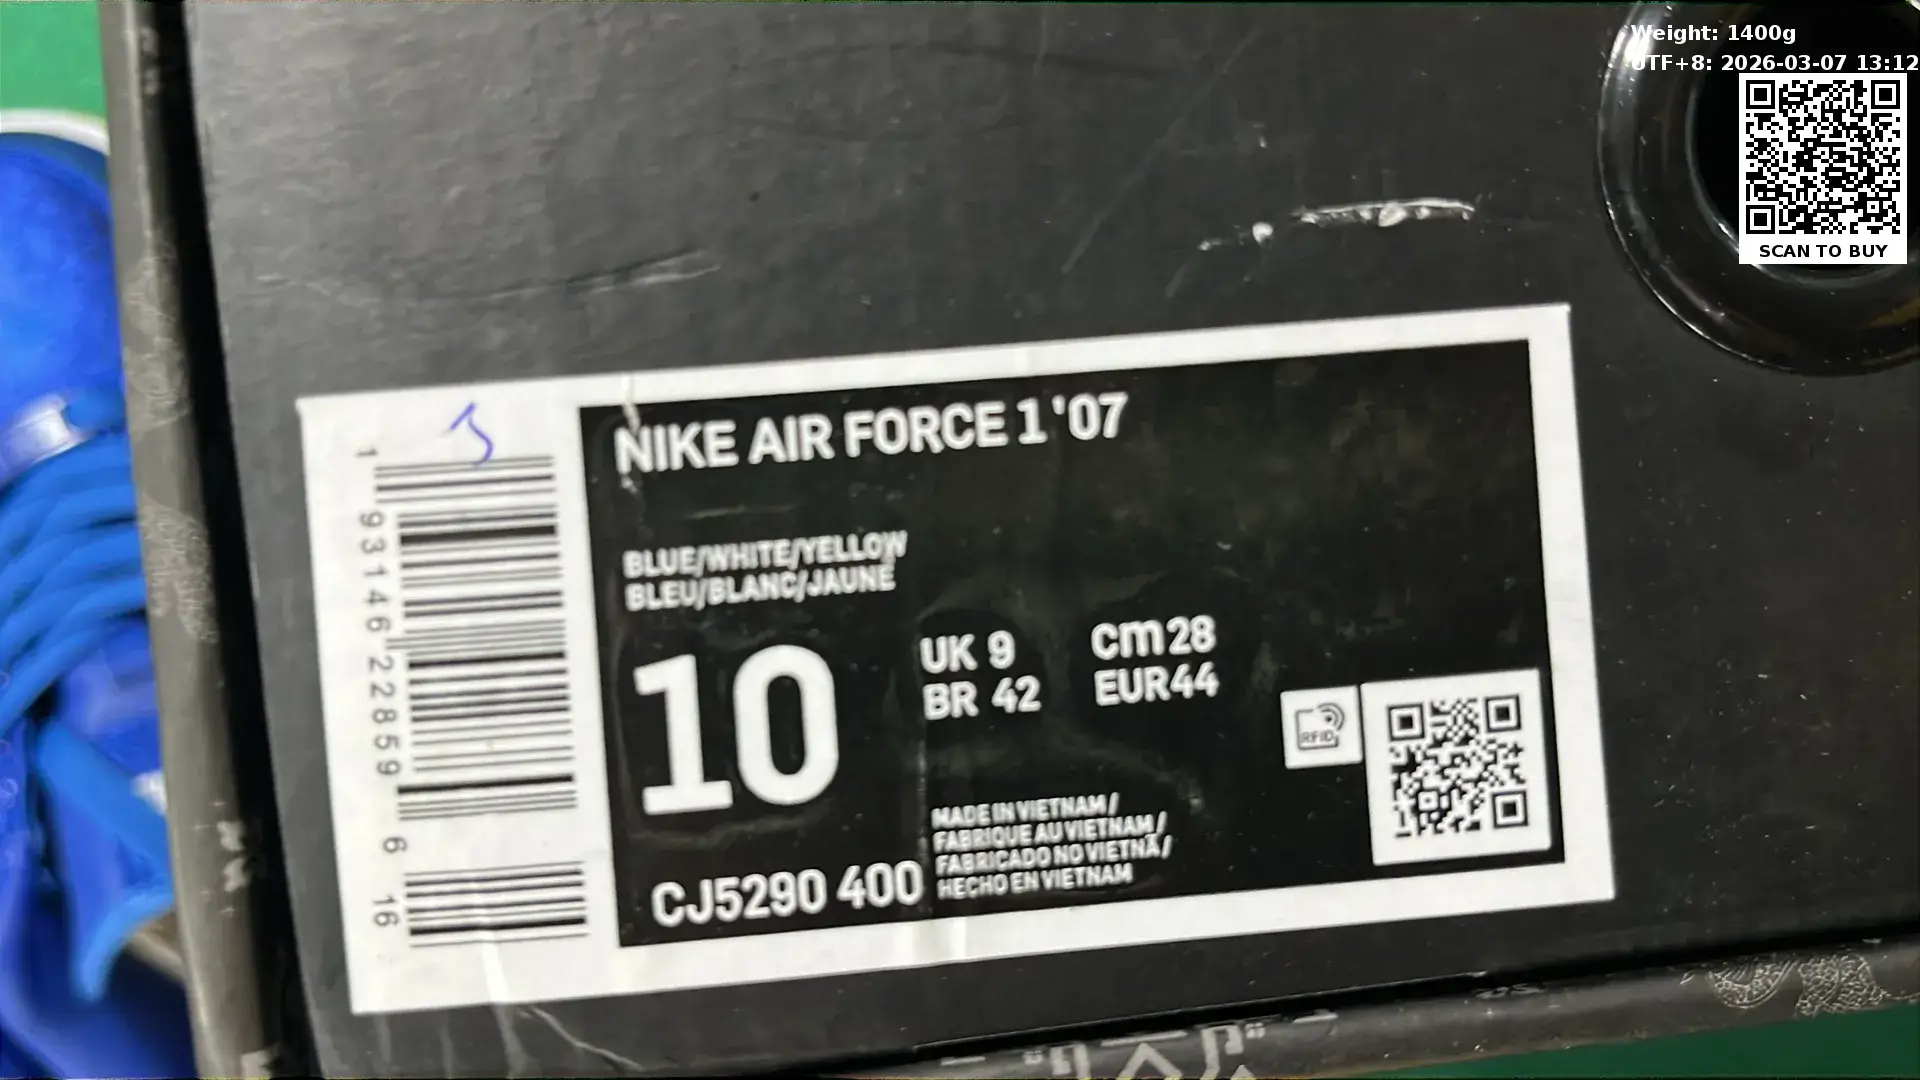 Weight: 1400g
UTF+8: 2026-03-07 13:12
SCAN TO BUY
NIKE AIR FORCE 1 '07
BLUE/WHITE/YELLOW
BLEU/BLANC/JAUNE
10
UK 9
BR 42
Cm 28
EUR 44
RFID
MADE IN VIETNAM /
FABRIQUE AU VIETNAM /
FABRICADO NO VIETNÃ /
HECHO EN VIETNAM
CJ5290 400
1 93146 22859 6 16